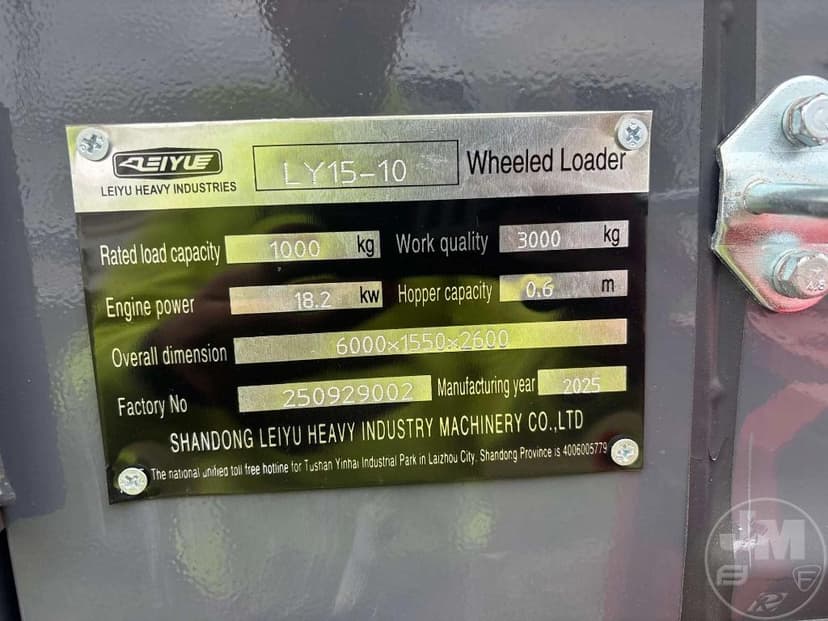 LEIYUE
LEIYU HEAVY INDUSTRIES
LY15-10
Wheeled Loader
Rated load capacity 1000 kg
Work quality 3000 kg
Engine power 18.2 kw
Hopper capacity 0.6 m
Overall dimension 6000×1550×2600
Factory No 250929002
Manufacturing year 2025
SHANDONG LEIYU HEAVY INDUSTRY MACHINERY CO.,LTD
The national unified toll free hotline for Tushan Yinhai Industrial Park in Laizhou City, Shandong Province is 4006005779
4.8
JM
B F
R